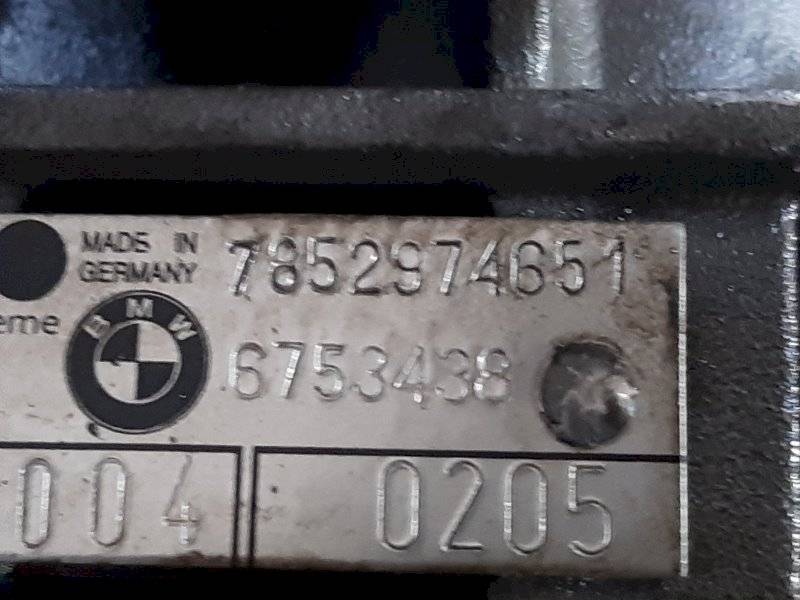 MADE IN
GERMANY
7852974651
eme
BMW
6753438
004
0205